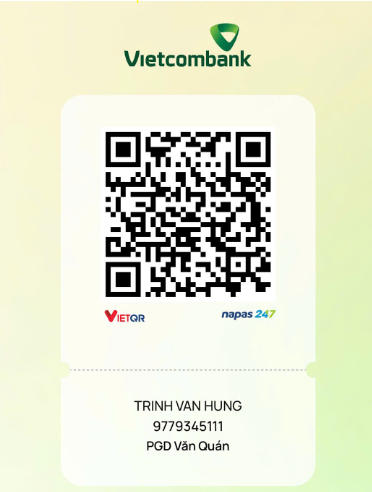 Vietcombank
VIETQR
napas 247
TRINH VAN HUNG
9779345111
PGD Văn Quán